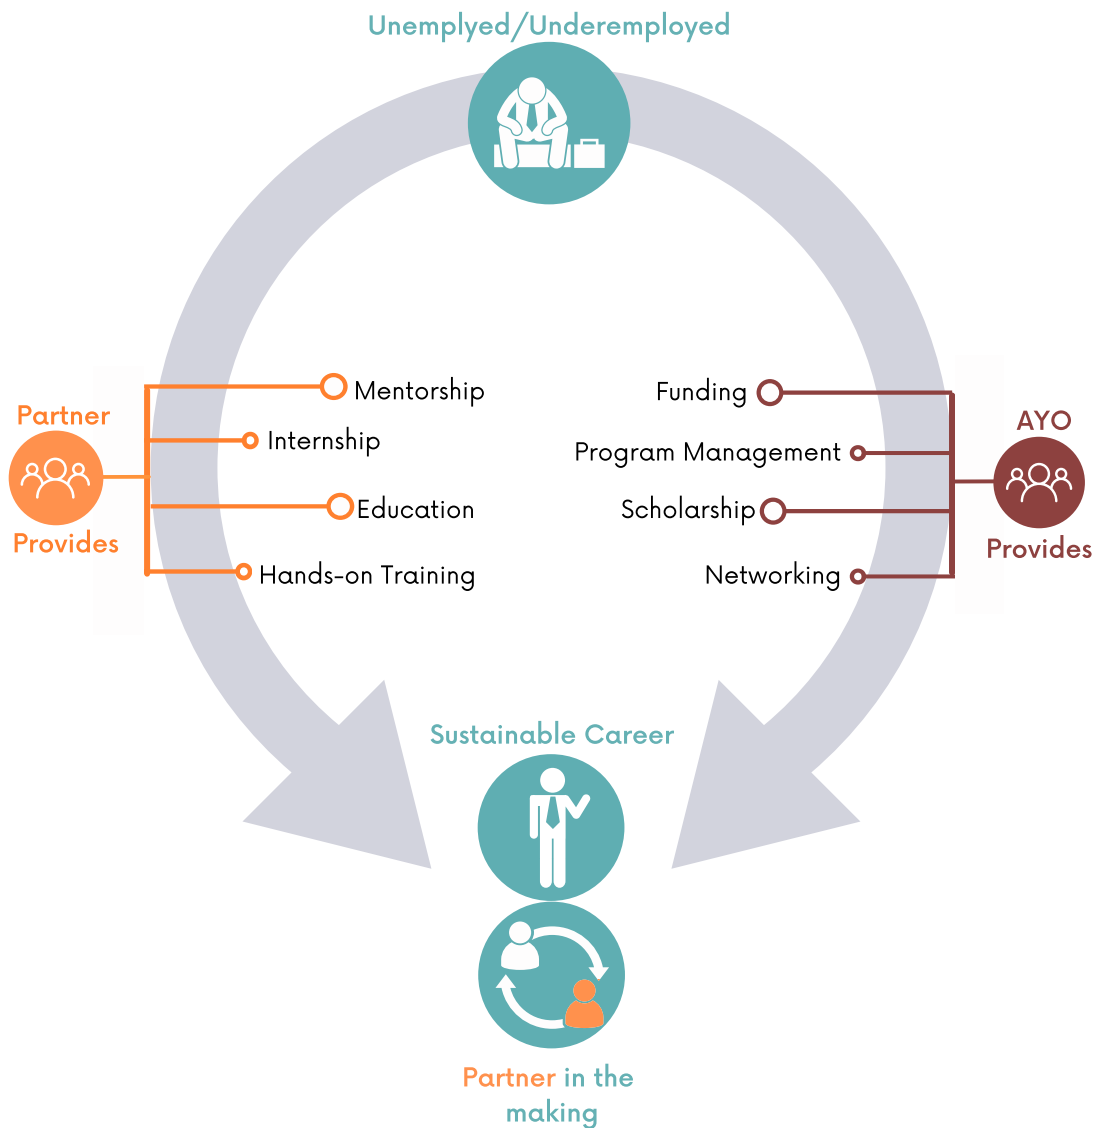 Unemplyed/Underemployed
Partner
Provides
Mentorship
Internship
Education
Hands-on Training
Funding
Program Management
Scholarship
Networking
AYO
Provides
Sustainable Career
Partner in the
making